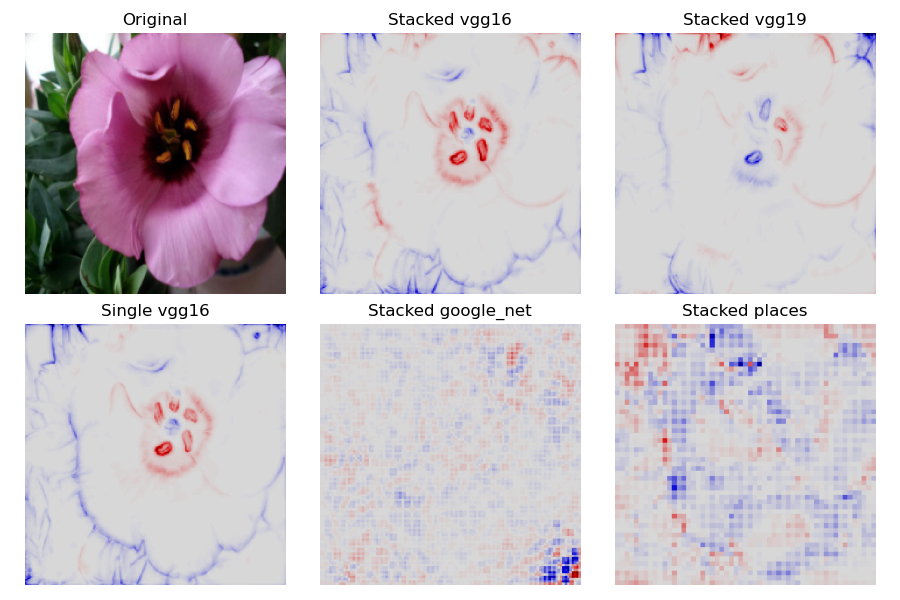 Original
Stacked vgg16
Stacked vgg19
Single vgg16
Stacked google_net
Stacked places